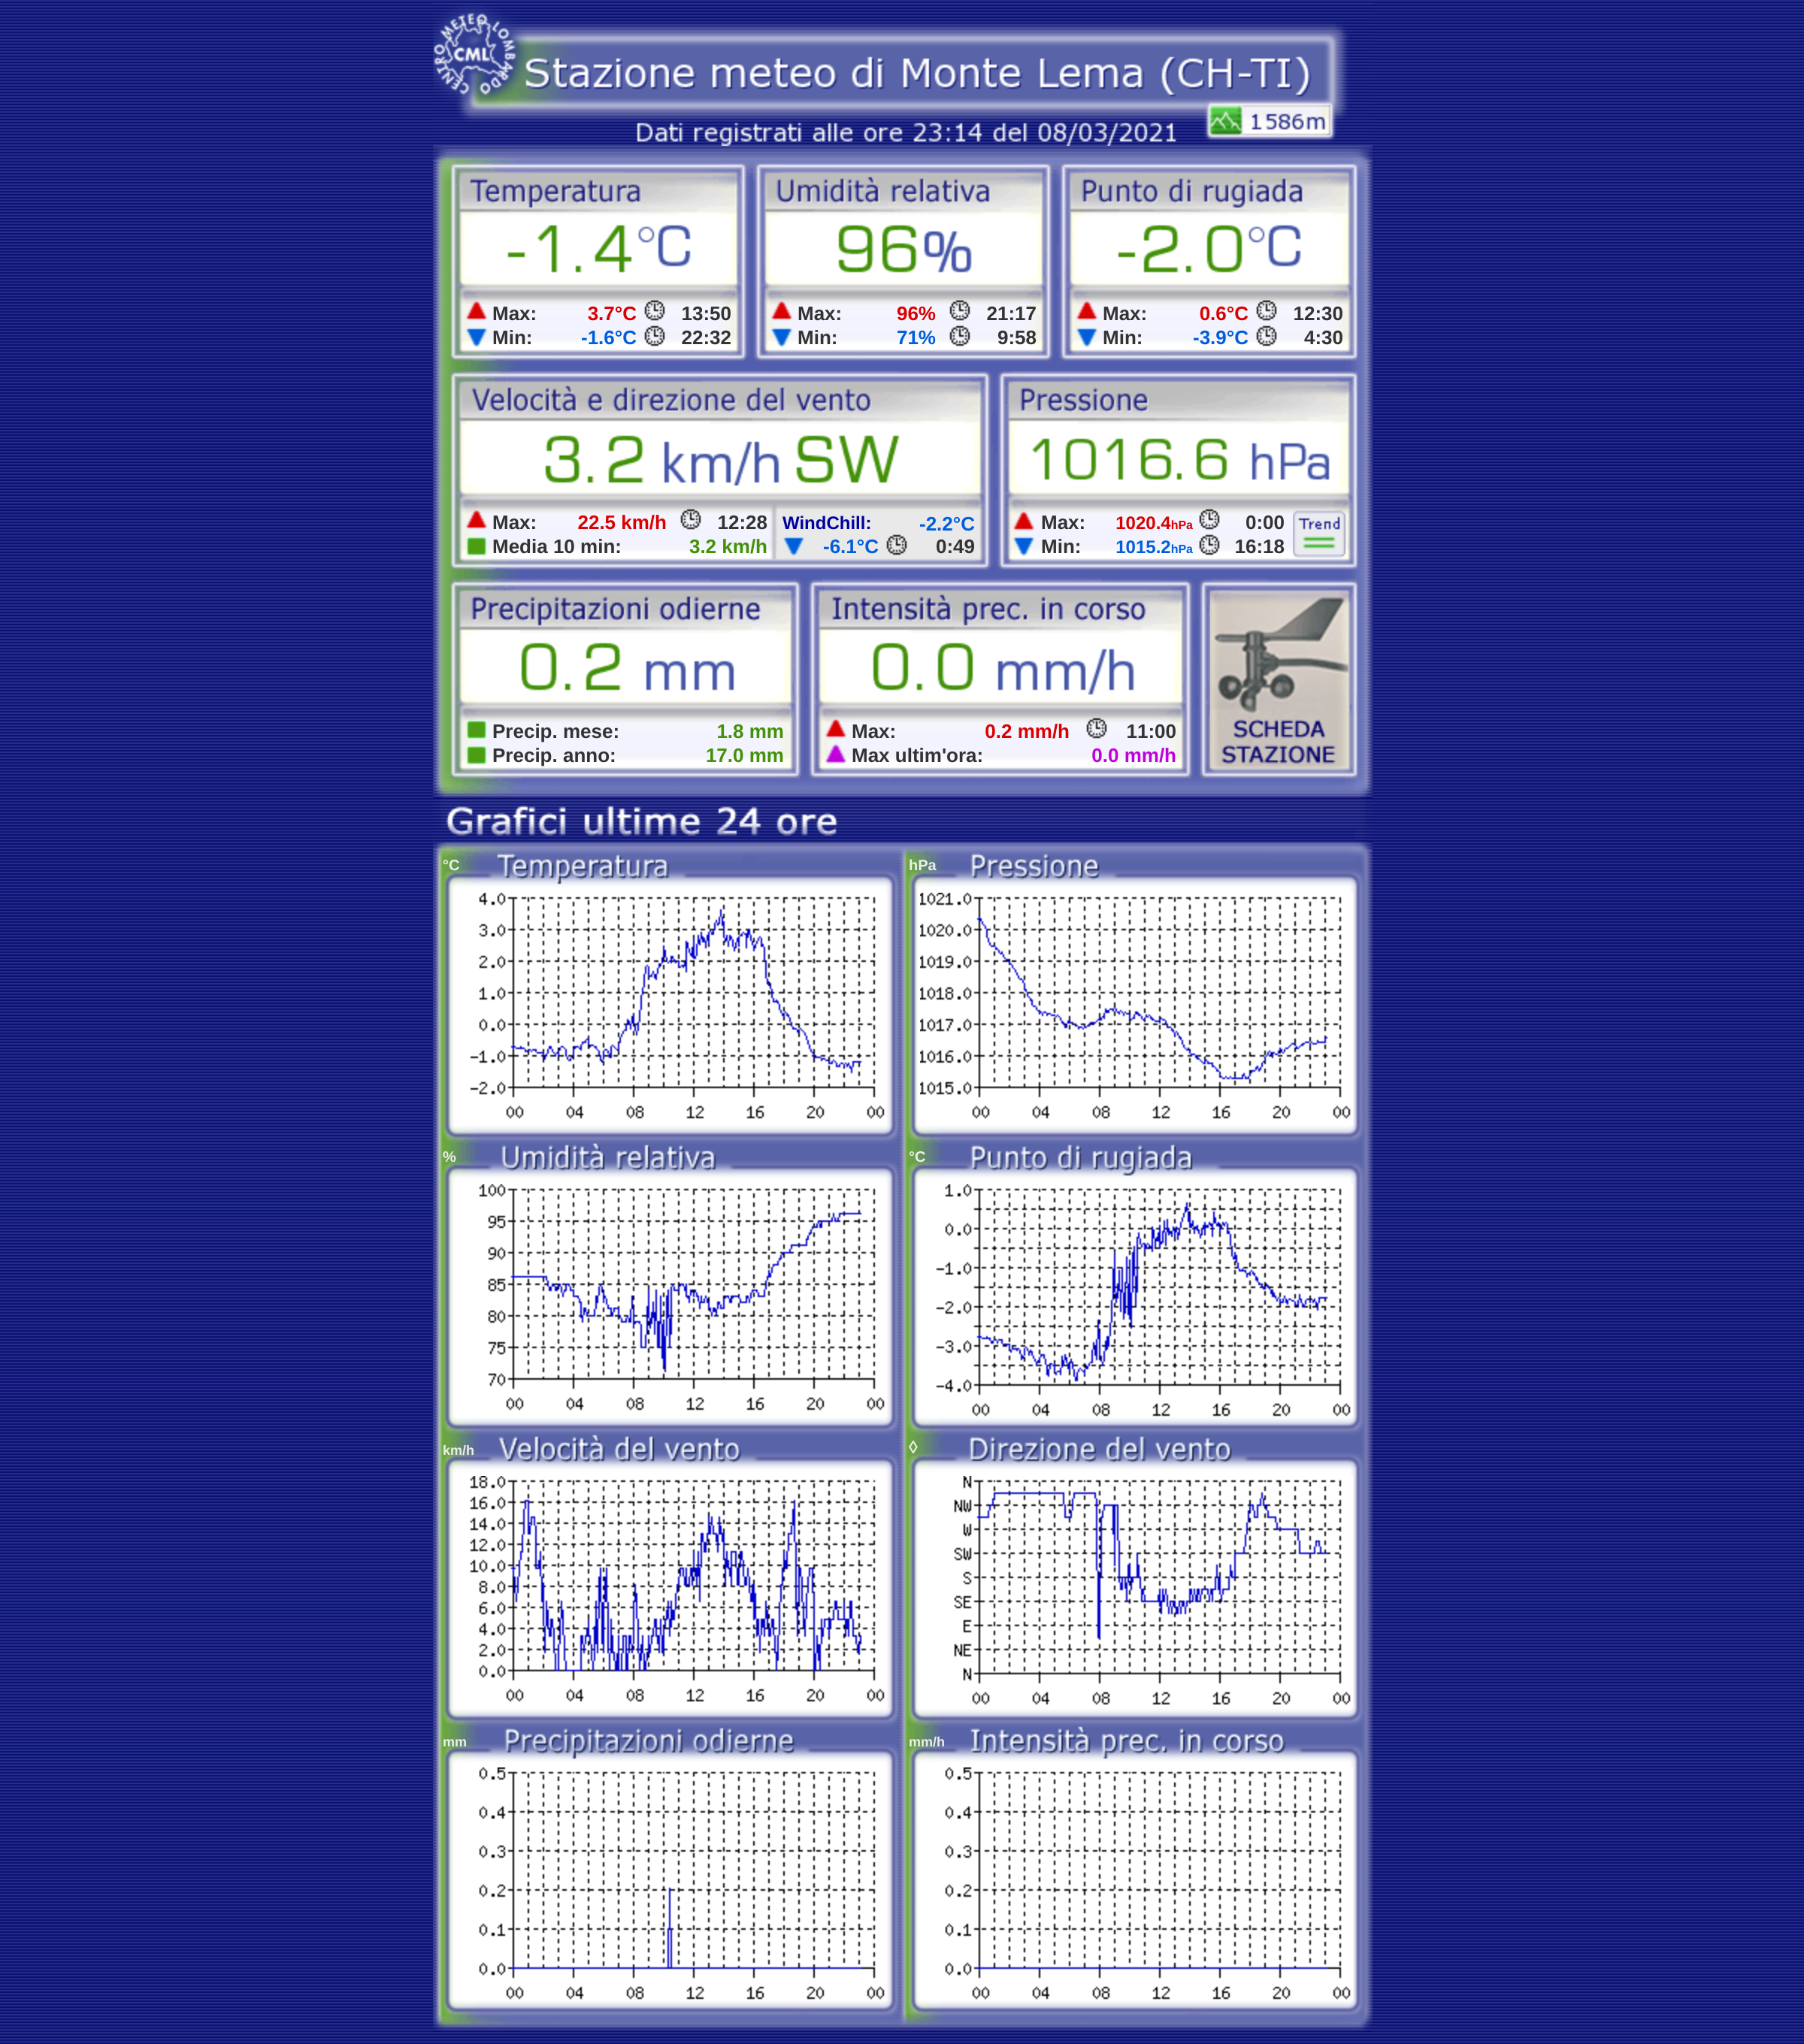 CENTRO METEO LOMBARDO
CML
Stazione meteo di Monte Lema (CH-TI)
1586m
Dati registrati alle ore 23:14 del 08/03/2021
Temperatura
-1.4°C
Max: 3.7°C 13:50
Min: -1.6°C 22:32
Umidità relativa
96%
Max: 96% 21:17
Min: 71% 9:58
Punto di rugiada
-2.0°C
Max: 0.6°C 12:30
Min: -3.9°C 4:30
Velocità e direzione del vento
3.2 km/h SW
Max: 22.5 km/h 12:28
Media 10 min: 3.2 km/h
WindChill: -2.2°C
-6.1°C 0:49
Pressione
1016.6 hPa
Max: 1020.4hPa 0:00
Min: 1015.2hPa 16:18
Trend
Precipitazioni odierne
0.2 mm
Precip. mese: 1.8 mm
Precip. anno: 17.0 mm
Intensità prec. in corso
0.0 mm/h
Max: 0.2 mm/h 11:00
Max ultim'ora: 0.0 mm/h
SCHEDA
STAZIONE
Grafici ultime 24 ore
°C Temperatura
4.0
3.0
2.0
1.0
0.0
-1.0
-2.0
00 04 08 12 16 20 00
hPa Pressione
1021.0
1020.0
1019.0
1018.0
1017.0
1016.0
1015.0
00 04 08 12 16 20 00
% Umidità relativa
100
95
90
85
80
75
70
00 04 08 12 16 20 00
°C Punto di rugiada
1.0
0.0
-1.0
-2.0
-3.0
-4.0
00 04 08 12 16 20 00
km/h Velocità del vento
18.0
16.0
14.0
12.0
10.0
8.0
6.0
4.0
2.0
0.0
00 04 08 12 16 20 00
◊ Direzione del vento
N
NW
W
SW
S
SE
E
NE
N
00 04 08 12 16 20 00
mm Precipitazioni odierne
0.5
0.4
0.3
0.2
0.1
0.0
00 04 08 12 16 20 00
mm/h Intensità prec. in corso
0.5
0.4
0.3
0.2
0.1
0.0
00 04 08 12 16 20 00